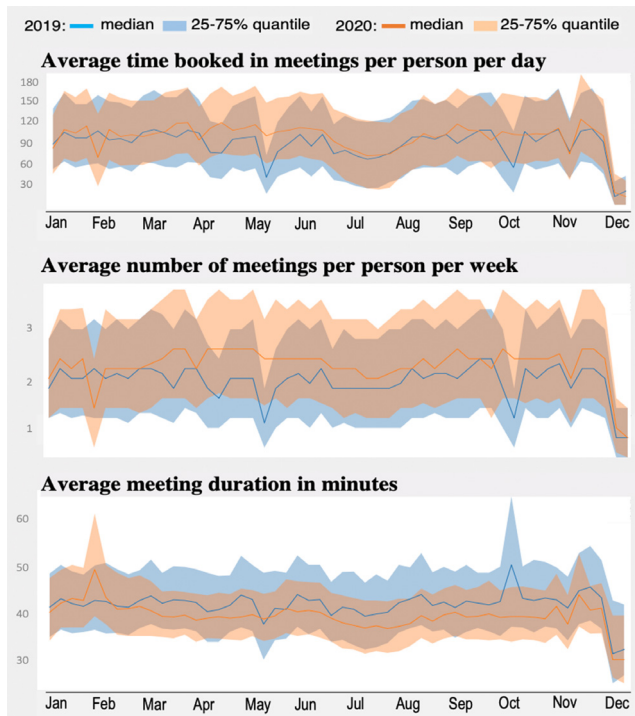 2019: median 25-75% quantile 2020: median 25-75% quantile
Average time booked in meetings per person per day
180
150
120
90
60
30
Jan Feb Mar Apr May Jun Jul Aug Sep Oct Nov Dec
Average number of meetings per person per week
3
2
1
Jan Feb Mar Apr May Jun Jul Aug Sep Oct Nov Dec
Average meeting duration in minutes
60
50
40
30
Jan Feb Mar Apr May Jun Jul Aug Sep Oct Nov Dec